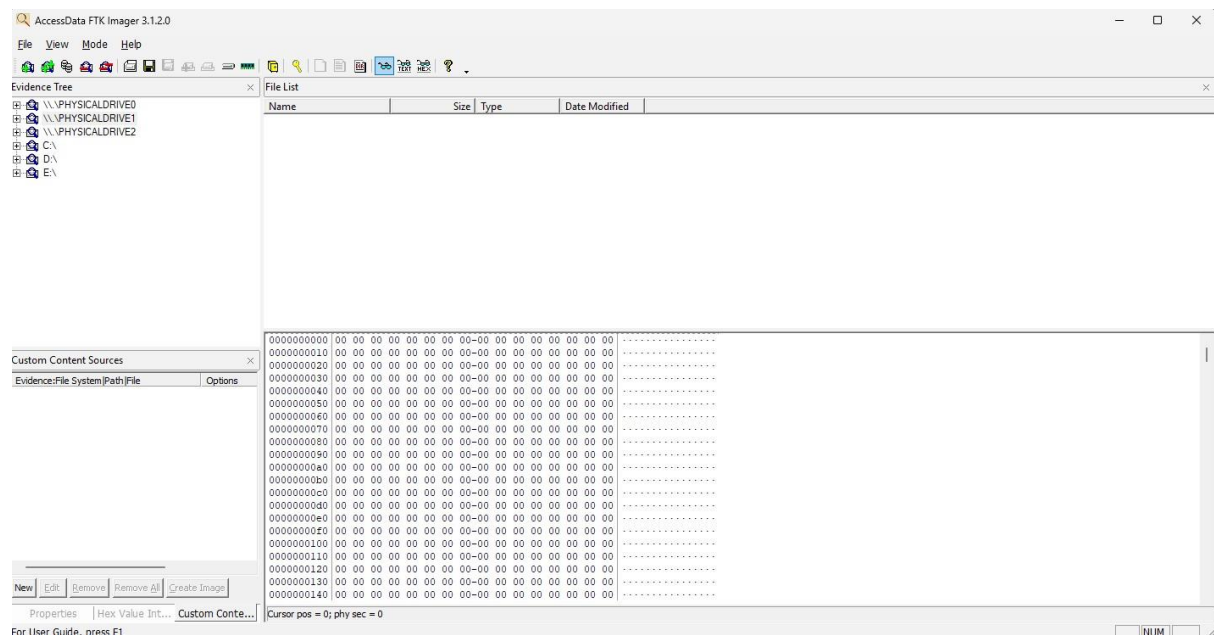 AccessData FTK Imager 3.1.2.0
File View Mode Help
Evidence Tree
\\.\PHYSICALDRIVE0
\\.\PHYSICALDRIVE1
\\.\PHYSICALDRIVE2
C:\
D:\
E:\
File List
Name Size Type Date Modified
Custom Content Sources
Evidence:File System|Path|File Options
New Edit Remove Remove All Create Image
Properties Hex Value Int... Custom Conte...
0000000000 00 00 00 00 00 00 00 00-00 00 00 00 00 00 00 00 ················
0000000010 00 00 00 00 00 00 00 00-00 00 00 00 00 00 00 00 ················
0000000020 00 00 00 00 00 00 00 00-00 00 00 00 00 00 00 00 ················
0000000030 00 00 00 00 00 00 00 00-00 00 00 00 00 00 00 00 ················
0000000040 00 00 00 00 00 00 00 00-00 00 00 00 00 00 00 00 ················
0000000050 00 00 00 00 00 00 00 00-00 00 00 00 00 00 00 00 ················
0000000060 00 00 00 00 00 00 00 00-00 00 00 00 00 00 00 00 ················
0000000070 00 00 00 00 00 00 00 00-00 00 00 00 00 00 00 00 ················
0000000080 00 00 00 00 00 00 00 00-00 00 00 00 00 00 00 00 ················
0000000090 00 00 00 00 00 00 00 00-00 00 00 00 00 00 00 00 ················
00000000a0 00 00 00 00 00 00 00 00-00 00 00 00 00 00 00 00 ················
00000000b0 00 00 00 00 00 00 00 00-00 00 00 00 00 00 00 00 ················
00000000c0 00 00 00 00 00 00 00 00-00 00 00 00 00 00 00 00 ················
00000000d0 00 00 00 00 00 00 00 00-00 00 00 00 00 00 00 00 ················
00000000e0 00 00 00 00 00 00 00 00-00 00 00 00 00 00 00 00 ················
00000000f0 00 00 00 00 00 00 00 00-00 00 00 00 00 00 00 00 ················
0000000100 00 00 00 00 00 00 00 00-00 00 00 00 00 00 00 00 ················
0000000110 00 00 00 00 00 00 00 00-00 00 00 00 00 00 00 00 ················
0000000120 00 00 00 00 00 00 00 00-00 00 00 00 00 00 00 00 ················
0000000130 00 00 00 00 00 00 00 00-00 00 00 00 00 00 00 00 ················
0000000140 00 00 00 00 00 00 00 00-00 00 00 00 00 00 00 00 ················
Cursor pos = 0; phy sec = 0
For User Guide, press F1
NUM